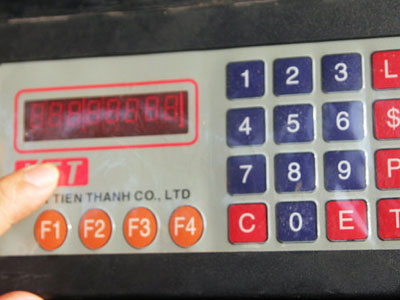 1 2 3 L
4 5 6 $
TIEN THANH CO., LTD
7 8 9 P
F1 F2 F3 F4
C 0 E T